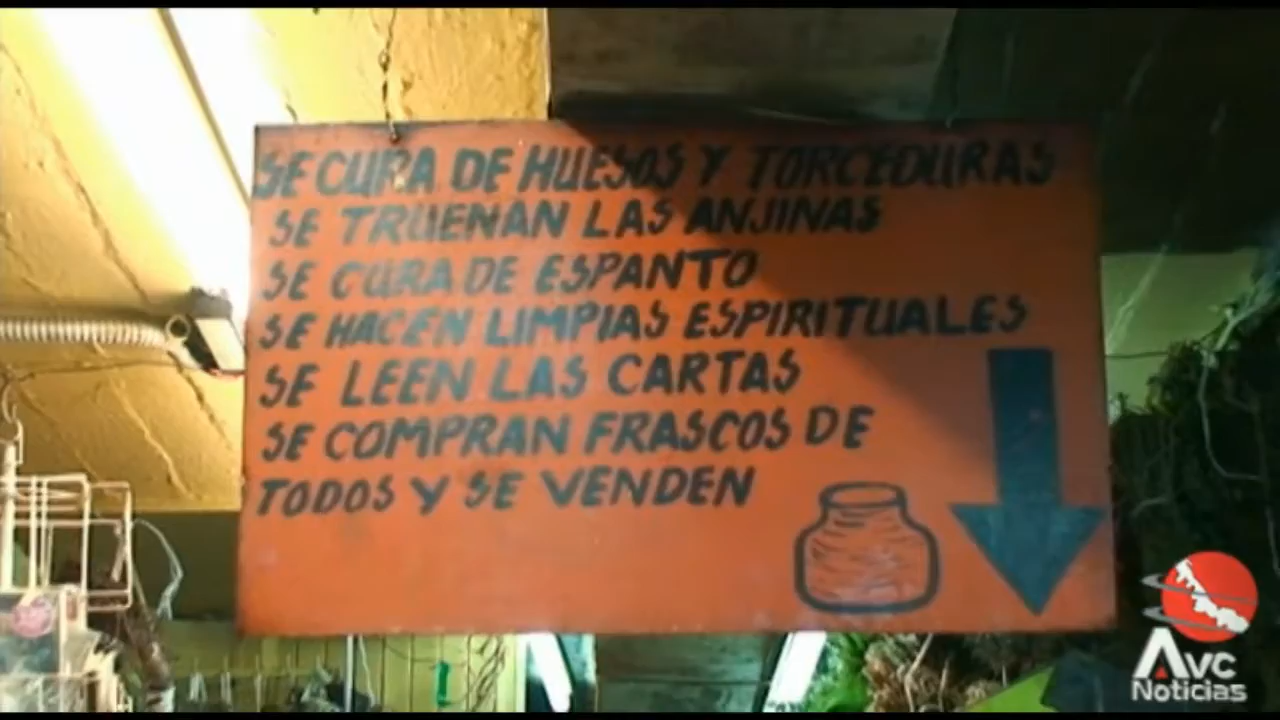 SE CURA DE HUESOS Y TORCEDURAS
SE TRUENAN LAS ANJINAS
SE CURA DE ESPANTO
SE HACEN LIMPIAS ESPIRITUALES
SE LEEN LAS CARTAS
SE COMPRAN FRASCOS DE
TODOS Y SE VENDEN
Avc
Noticias